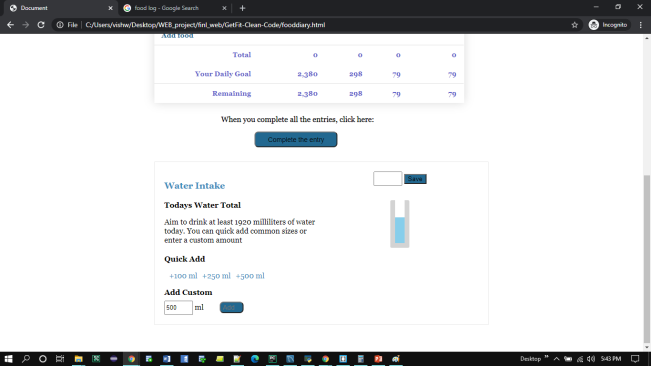 Document
food log - Google Search
File C:/Users/vishw/Desktop/WEB_project/finl_web/GetFit-Clean-Code/fooddiary.html
Incognito
Add food
Total 0 0 0 0
Your Daily Goal 2,380 298 79 79
Remaining 2,380 298 79 79
When you complete all the entries, click here:
Complete the entry
Save
Water Intake
Todays Water Total
Aim to drink at least 1920 milliliters of water
today. You can quick add common sizes or
enter a custom amount
Quick Add
+100 ml +250 ml +500 ml
Add Custom
500 ml
Desktop
5:43 PM